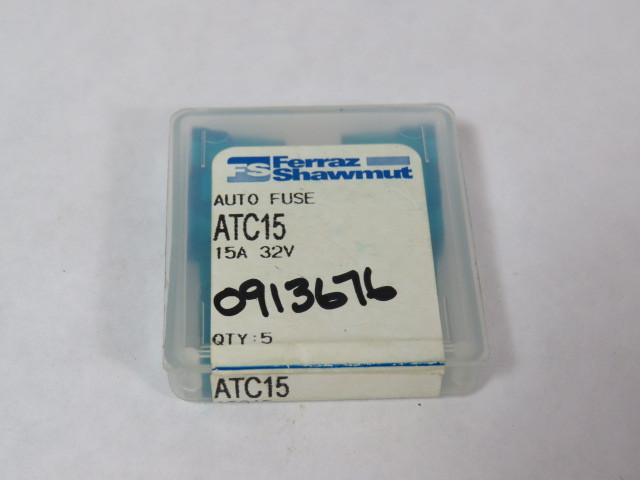 FS Ferraz
Shawmut
AUTO FUSE
ATC15
15A 32V
0913676
QTY:5
ATC15